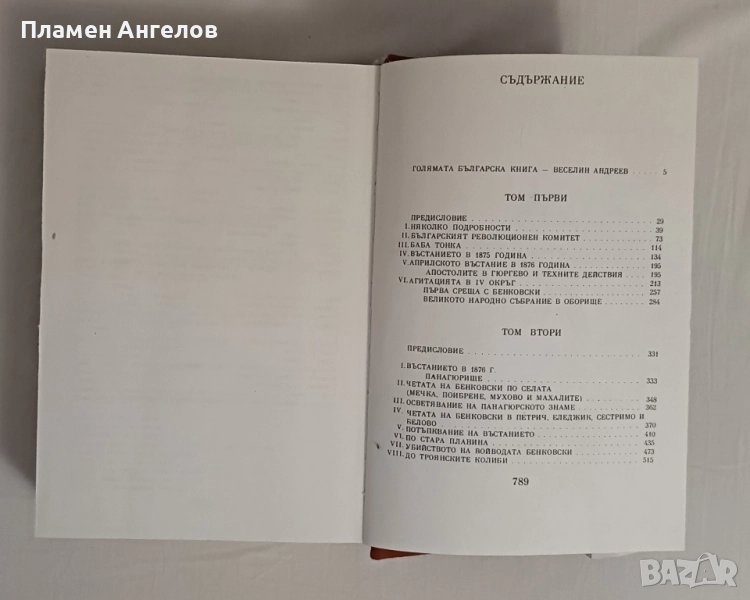 Пламен Ангелов
СЪДЪРЖАНИЕ
ГОЛЯМАТА БЪЛГАРСКА КНИГА — ВЕСЕЛИН АНДРЕЕВ . . 5
ТОМ ПЪРВИ
ПРЕДИСЛОВИЕ 29
I. НЯКОЛКО ПОДРОБНОСТИ 39
II. БЪЛГАРСКИЯТ РЕВОЛЮЦИОНЕН КОМИТЕТ 73
III. БАБА ТОНКА 114
IV. ВЪСТАНИЕТО В 1875 ГОДИНА 134
V. АПРИЛСКОТО ВЪСТАНИЕ В 1876 ГОДИНА 195
АПОСТОЛИТЕ В ГЮРГЕВО И ТЕХНИТЕ ДЕЙСТВИЯ 195
VI. АГИТАЦИЯТА В IV ОКРЪГ 213
ПЪРВА СРЕЩА С БЕНКОВСКИ 257
ВЕЛИКОТО НАРОДНО СЪБРАНИЕ В ОБОРИЩЕ 284
ТОМ ВТОРИ
ПРЕДИСЛОВИЕ 331
I. ВЪСТАНИЕТО В 1876 Г.
ПАНАГЮРИЩЕ 333
II. ЧЕТАТА НА БЕНКОВСКИ ПО СЕЛАТА
(МЕЧКА, ПОИБРЕНЕ, МУХОВО И МАХАЛИТЕ) 348
III. ОСВЕТЯВАНЕ НА ПАНАГЮРСКОТО ЗНАМЕ 362
IV. ЧЕТАТА НА БЕНКОВСКИ В ПЕТРИЧ, ЕЛЕДЖИК, СЕСТРИМО И
БЕЛОВО 370
V. ПОТЪПКВАНЕ НА ВЪСТАНИЕТО 410
VI. ПО СТАРА ПЛАНИНА 435
VII. УБИЙСТВОТО НА ВОЙВОДАТА БЕНКОВСКИ 473
VIII. ДО ТРОЯНСКИТЕ КОЛИБИ 515
789
BAZAR